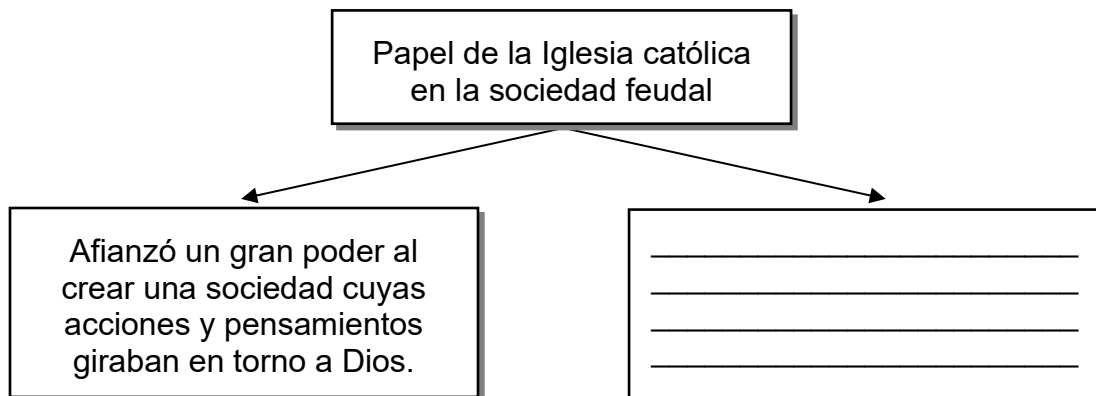 Papel de la Iglesia católica
en la sociedad feudal
Afianzó un gran poder al
crear una sociedad cuyas
acciones y pensamientos
giraban en torno a Dios.